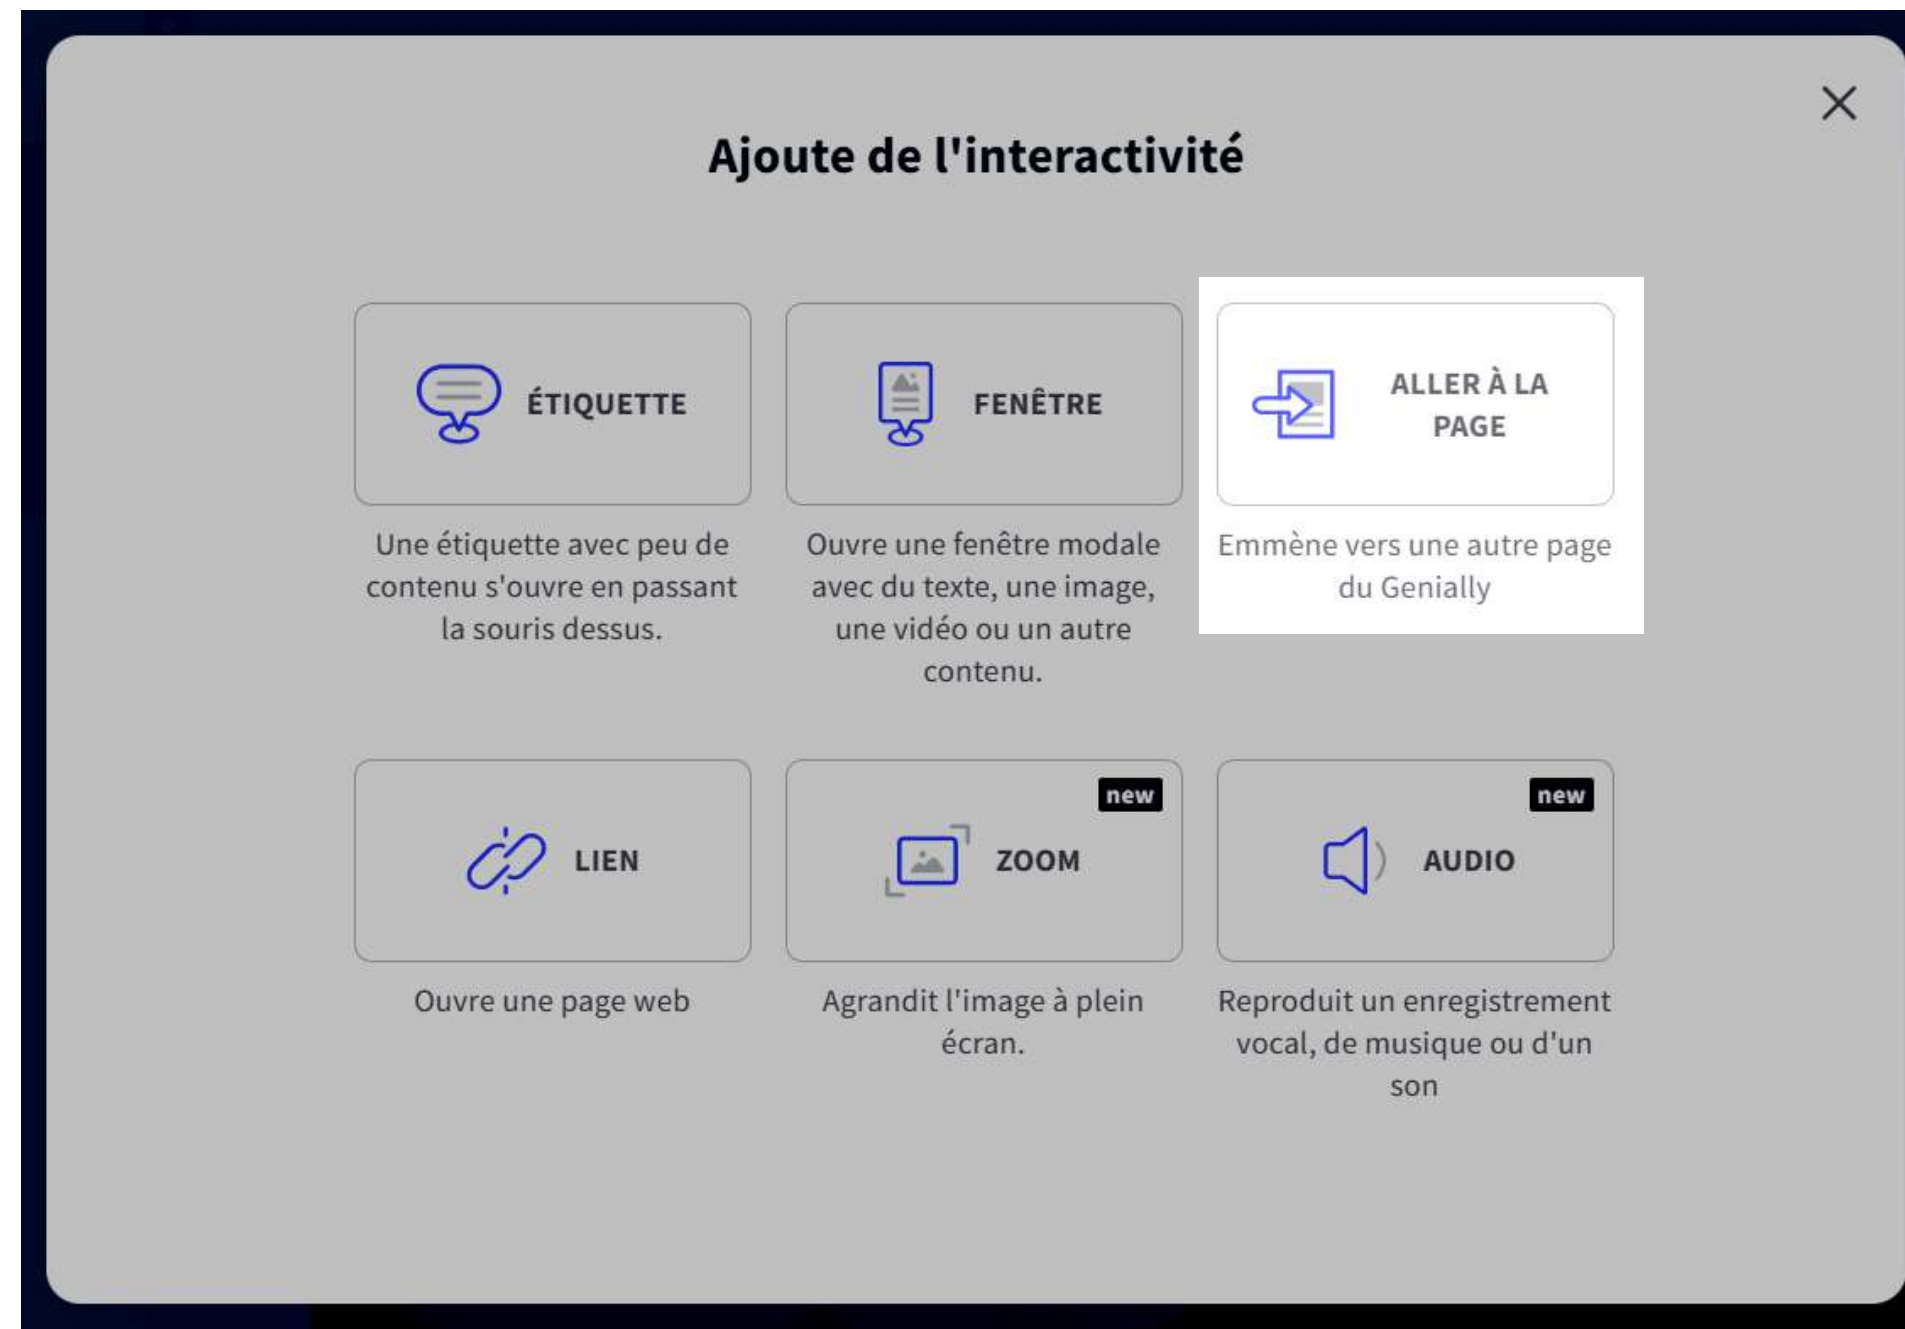 Ajoute de l'interactivité
ÉTIQUETTE
Une étiquette avec peu de
contenu s'ouvre en passant
la souris dessus.
FENÊTRE
Ouvre une fenêtre modale
avec du texte, une image,
une vidéo ou un autre
contenu.
ALLER À LA
PAGE
Emmène vers une autre page
du Genially
LIEN
Ouvre une page web
new
ZOOM
Agrandit l'image à plein
écran.
new
AUDIO
Reproduit un enregistrement
vocal, de musique ou d'un
son